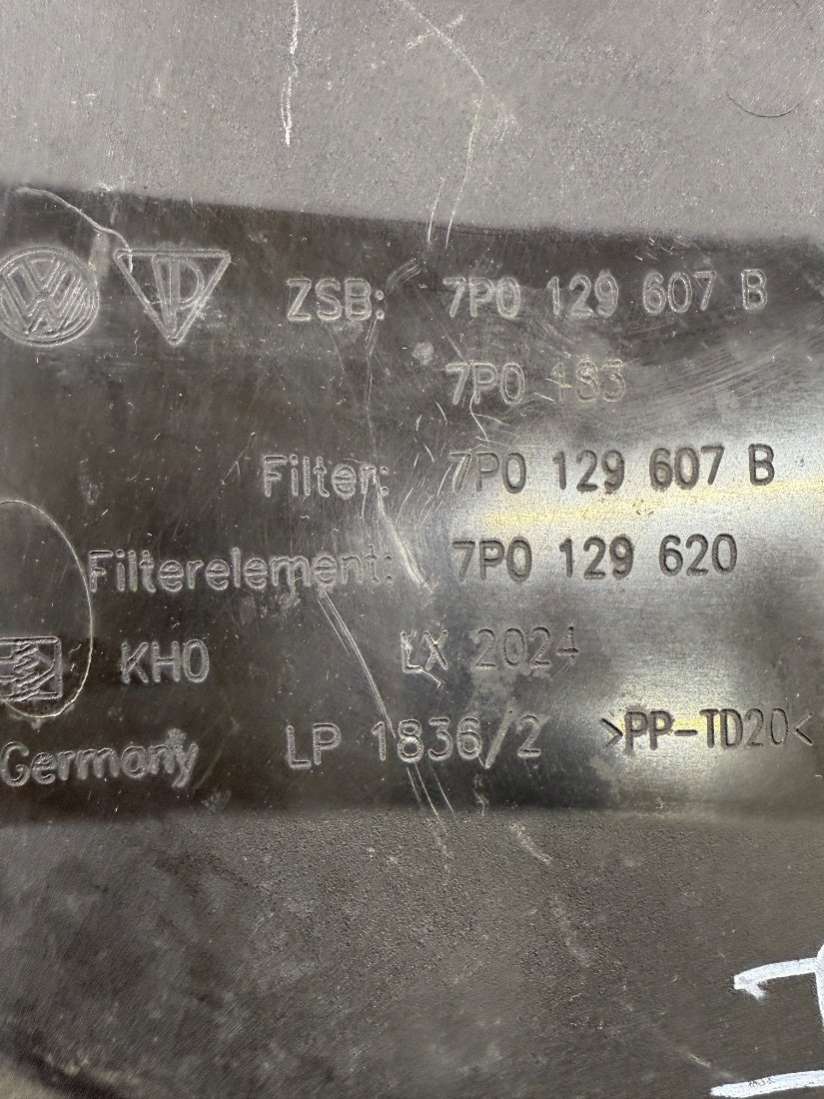 ZSB: 7P0 129 607 B
7P0 183
Filter: 7P0 129 607 B
Filterelement: 7P0 129 620
KHO LX 2024
Germany LP 1836/2 >PP-TD20<